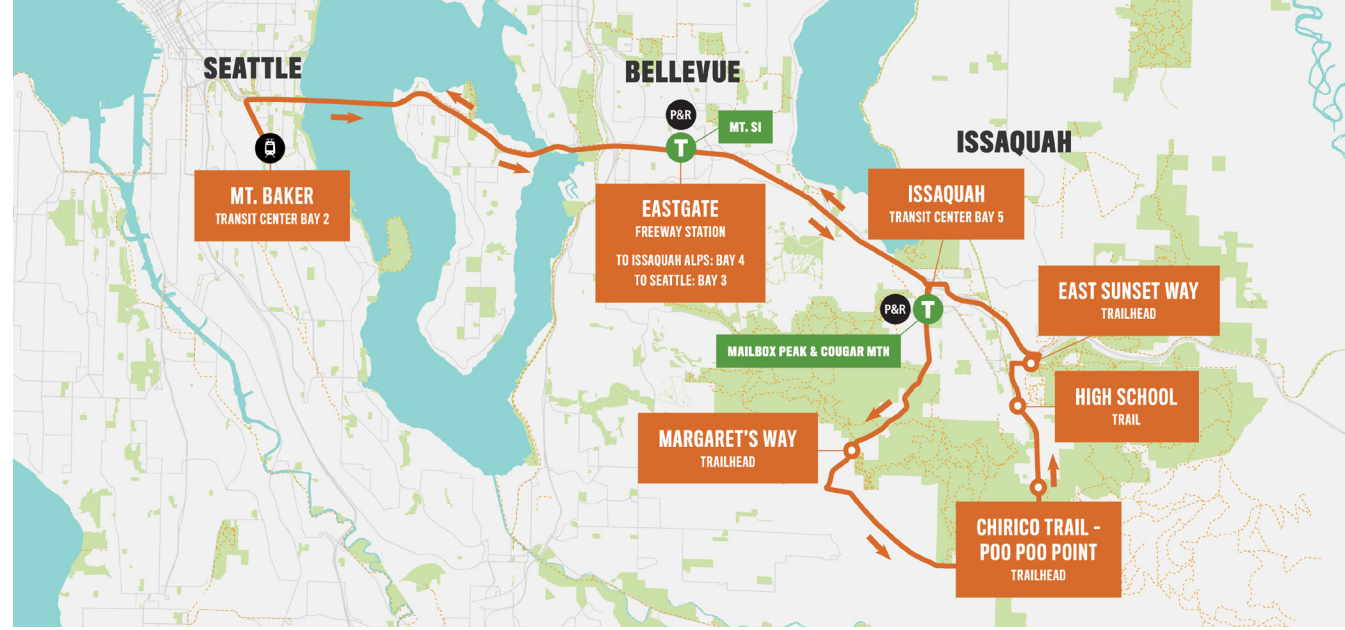 SEATTLE
BELLEVUE
P&R
T
MT. SI
ISSAQUAH
MT. BAKER
TRANSIT CENTER BAY 2
EASTGATE
FREEWAY STATION
TO ISSAQUAH ALPS: BAY 4
TO SEATTLE: BAY 3
ISSAQUAH
TRANSIT CENTER BAY 5
P&R
T
MAILBOX PEAK & COUGAR MTN
EAST SUNSET WAY
TRAILHEAD
HIGH SCHOOL
TRAIL
MARGARET'S WAY
TRAILHEAD
CHIRICO TRAIL -
POO POO POINT
TRAILHEAD